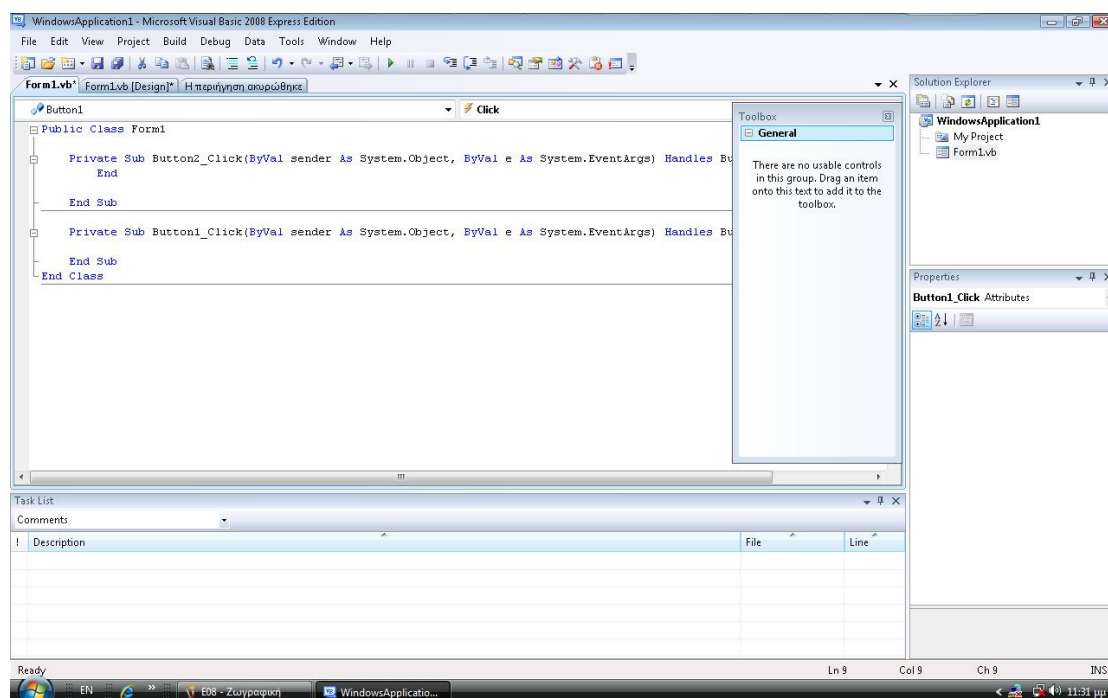 WindowsApplication1 - Microsoft Visual Basic 2008 Express Edition
File Edit View Project Build Debug Data Tools Window Help
Form1.vb* Form1.vb [Design]* Η περιήγηση ακυρώθηκε
Button1
Click
Public Class Form1
Private Sub Button2_Click(ByVal sender As System.Object, ByVal e As System.EventArgs) Handles Bu
End
End Sub
Private Sub Button1_Click(ByVal sender As System.Object, ByVal e As System.EventArgs) Handles Bu
End Sub
End Class
Toolbox
General
There are no usable controls
in this group. Drag an item
onto this text to add it to the
toolbox.
Solution Explorer
WindowsApplication1
My Project
Form1.vb
Properties
Button1_Click Attributes
Task List
Comments
! Description File Line
Ready Ln 9 Col 9 Ch 9 INS
EN » E08 - Ζωγραφική WindowsApplicatio... 11:31 μμ